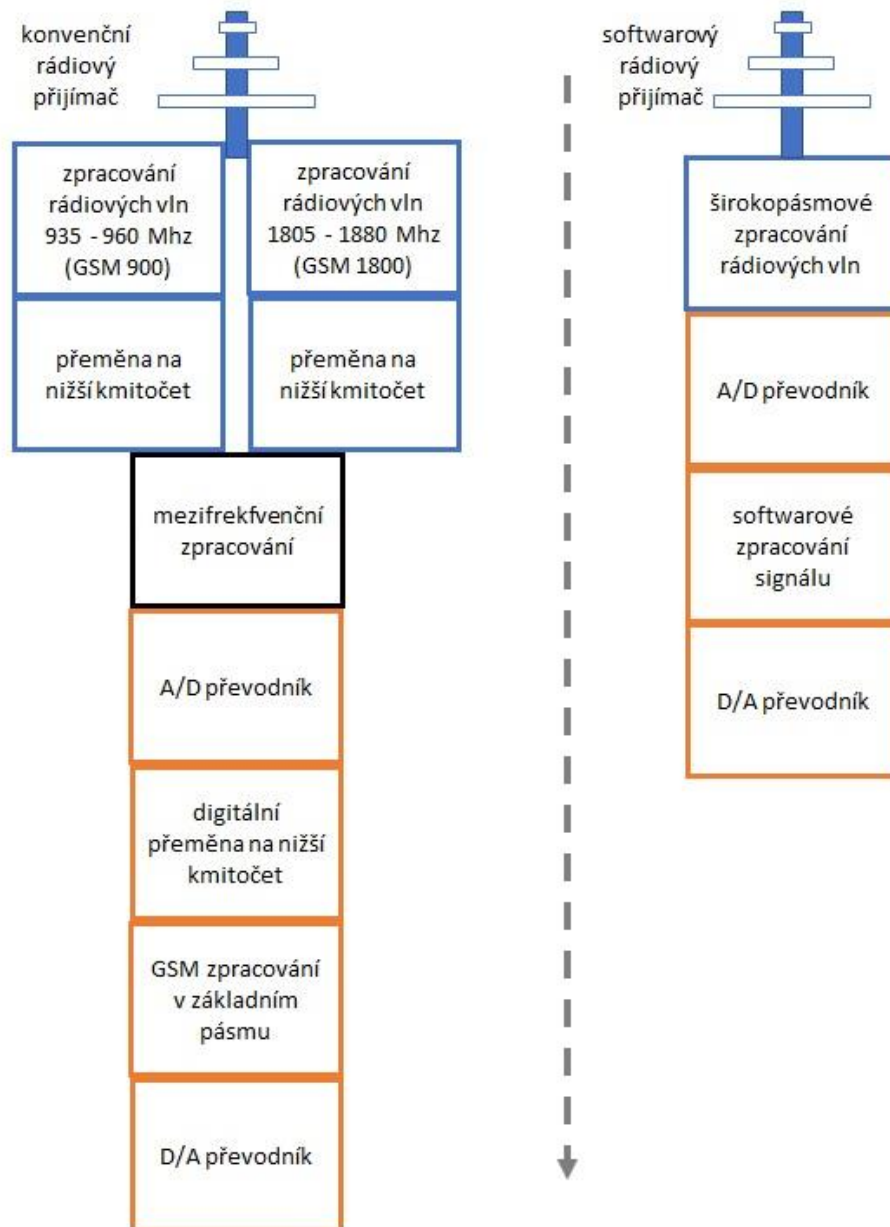 konvenční
rádiový
přijímač
zpracování
rádiových vln
935 - 960 Mhz
(GSM 900)
zpracování
rádiových vln
1805 - 1880 Mhz
(GSM 1800)
přeměna na
nižší kmitočet
přeměna na
nižší kmitočet
mezifrekfvenční
zpracování
A/D převodník
digitální
přeměna na nižší
kmitočet
GSM zpracování
v základním
pásmu
D/A převodník
softwarový
rádiový
přijímač
širokopásmové
zpracování
rádiových vln
A/D převodník
softwarové
zpracování
signálu
D/A převodník